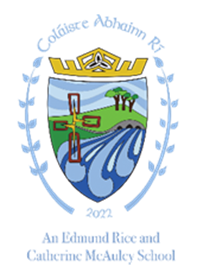 Coláiste Abhainn Rí
2022
An Edmund Rice and
Catherine McAuley School